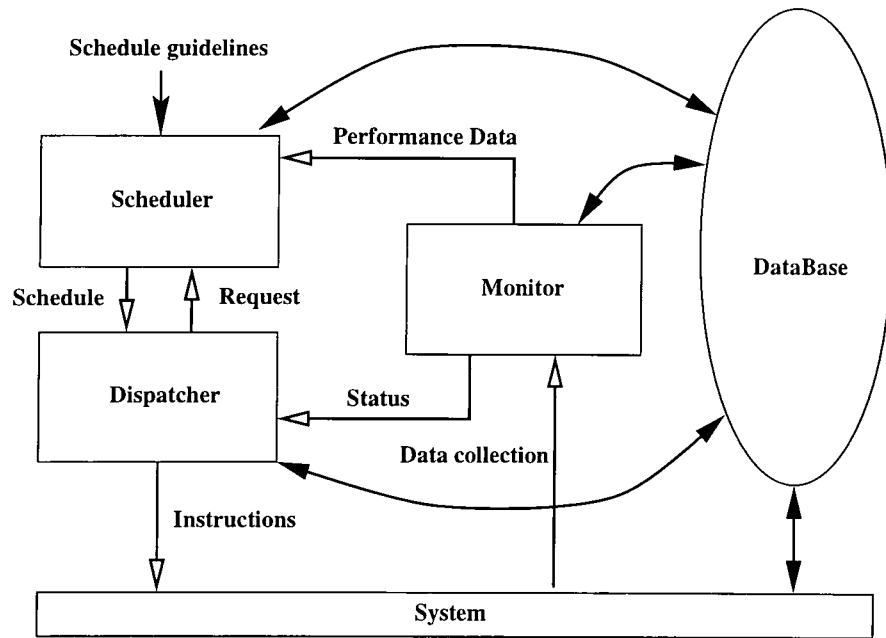 Schedule guidelines
Performance Data
Scheduler
DataBase
Monitor
Schedule
Request
Dispatcher
Status
Data collection
Instructions
System